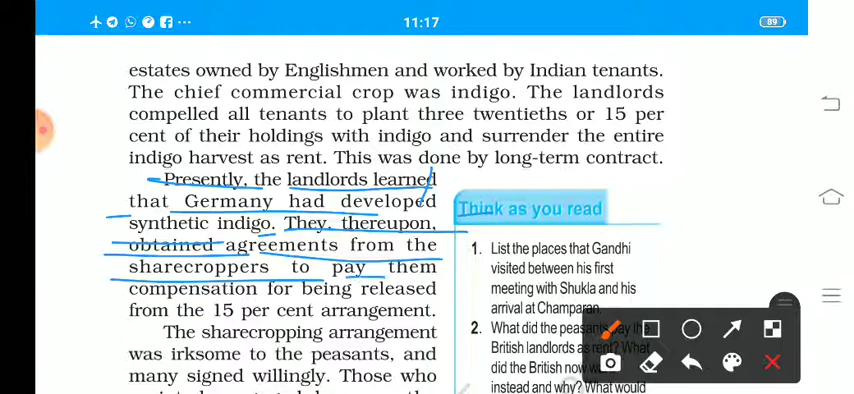 11:17
89
estates owned by Englishmen and worked by Indian tenants.
The chief commercial crop was indigo. The landlords
compelled all tenants to plant three twentieths or 15 per
cent of their holdings with indigo and surrender the entire
indigo harvest as rent. This was done by long-term contract.
Presently, the landlords learned
that Germany had developed
synthetic indigo. They, thereupon,
obtained agreements from the
sharecroppers to pay them
compensation for being released
from the 15 per cent arrangement.
The sharecropping arrangement
was irksome to the peasants, and
many signed willingly. Those who
Think as you read
1. List the places that Gandhi
visited between his first
meeting with Shukla and his
arrival at Champaran.
2. What did the peasants pay the
British landlords as rent? What
did the British now
instead and why? What would